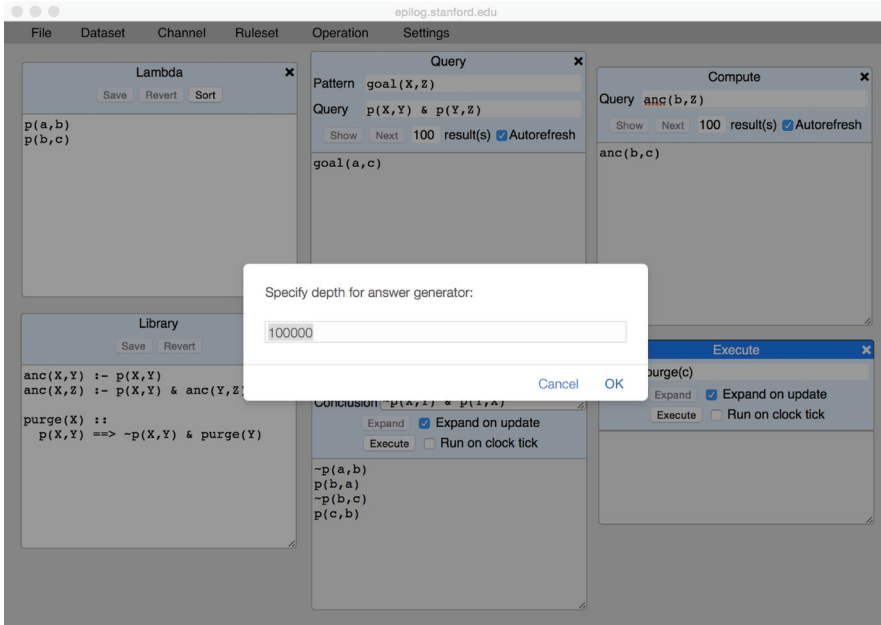 epilog.stanford.edu
File Dataset Channel Ruleset Operation Settings
Lambda
Save Revert Sort
p(a,b)
p(b,c)
Query
Pattern goal(X,Z)
Query p(X,Y) & p(Y,Z)
Show Next 100 result(s) Autorefresh
goal(a,c)
Compute
Query anc(b,Z)
Show Next 100 result(s) Autorefresh
anc(b,c)
Specify depth for answer generator:
100000
Cancel OK
Library
Save Revert
anc(X,Y) :- p(X,Y)
anc(X,Z) :- p(X,Y) & anc(Y,Z)
purge(X) ::
p(X,Y) ==> ~p(X,Y) & purge(Y)
Conclusion ~p(X,Y) & p(Y,X)
Expand Expand on update
Execute Run on clock tick
~p(a,b)
p(b,a)
~p(b,c)
p(c,b)
Execute
purge(c)
Expand Expand on update
Execute Run on clock tick